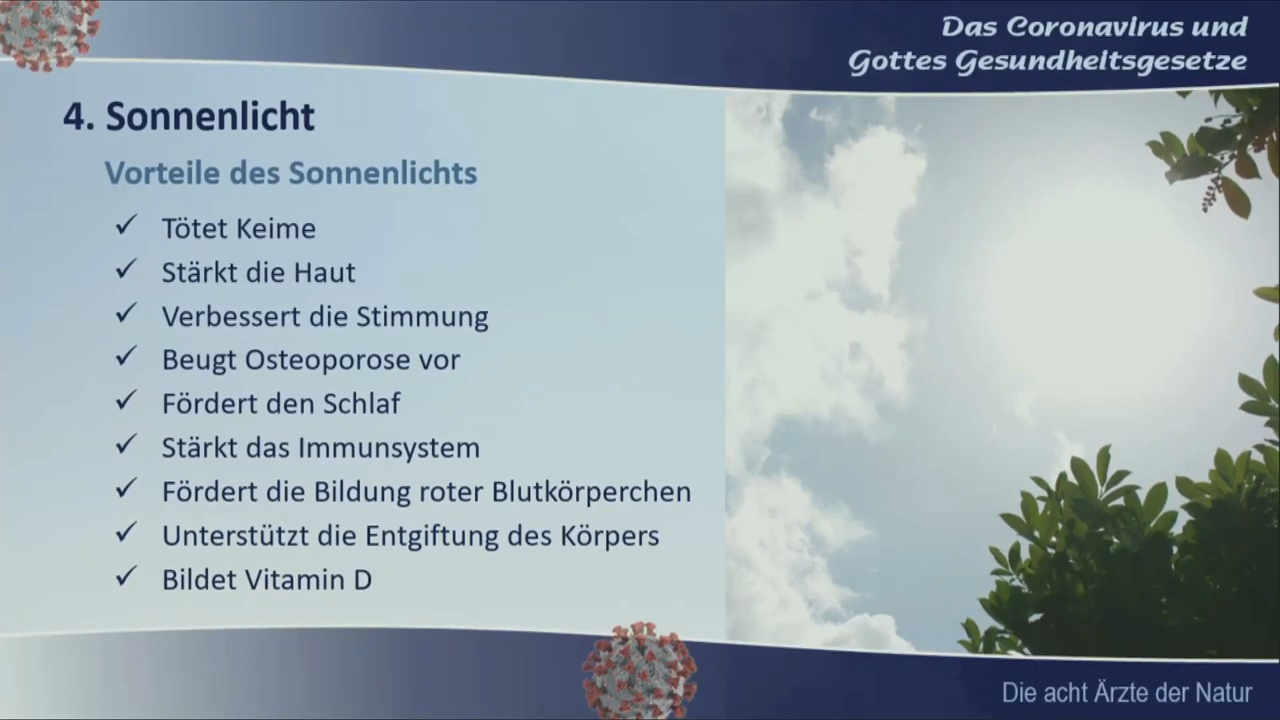 Das Coronavirus und
Gottes Gesundheitsgesetze
4. Sonnenlicht
Vorteile des Sonnenlichts
✓ Tötet Keime
✓ Stärkt die Haut
✓ Verbessert die Stimmung
✓ Beugt Osteoporose vor
✓ Fördert den Schlaf
✓ Stärkt das Immunsystem
✓ Fördert die Bildung roter Blutkörperchen
✓ Unterstützt die Entgiftung des Körpers
✓ Bildet Vitamin D
Die acht Ärzte der Natur